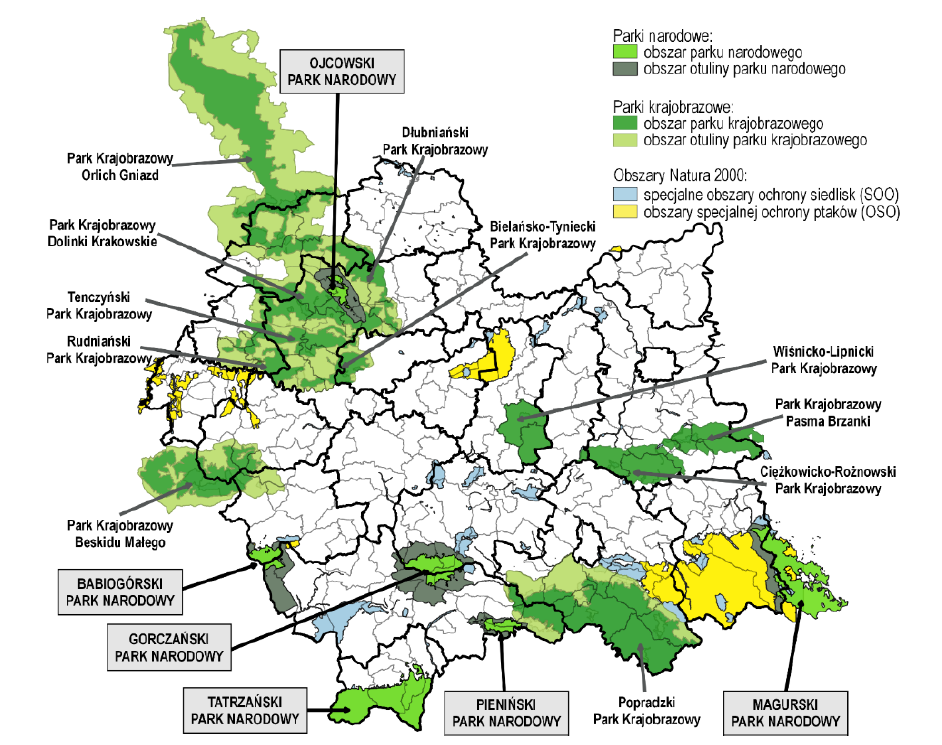 Parki narodowe:
obszar parku narodowego
obszar otuliny parku narodowego
Parki krajobrazowe:
obszar parku krajobrazowego
obszar otuliny parku krajobrazowego
Obszary Natura 2000:
specjalne obszary ochrony siedlisk (SOO)
obszary specjalnej ochrony ptaków (OSO)
OJCOWSKI
PARK NARODOWY
Dłubniański
Park Krajobrazowy
Park Krajobrazowy
Orlich Gniazd
Park Krajobrazowy
Dolinki Krakowskie
Bielańsko-Tyniecki
Park Krajobrazowy
Tenczyński
Park Krajobrazowy
Rudniański
Park Krajobrazowy
Wiśnicko-Lipnicki
Park Krajobrazowy
Park Krajobrazowy
Pasma Brzanki
Ciężkowicko-Rożnowski
Park Krajobrazowy
Park Krajobrazowy
Beskidu Małego
BABIOGÓRSKI
PARK NARODOWY
GORCZAŃSKI
PARK NARODOWY
TATRZAŃSKI
PARK NARODOWY
PIENIŃSKI
PARK NARODOWY
Popradzki
Park Krajobrazowy
MAGURSKI
PARK NARODOWY